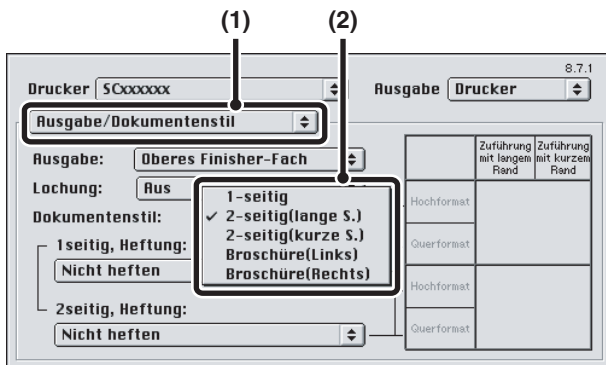 (1) (2)
8.7.1
Drucker SCxxxxxx Ausgabe Drucker
Ausgabe/Dokumentenstil
Zuführung mit langem Rand
Zuführung mit kurzem Rand
Ausgabe: Oberes Finisher-Fach
Lochung: Aus
1-seitig
Hochformat
Dokumentenstil:
2-seitig(lange S.)
2-seitig(kurze S.)
1seitig, Heftung:
Querformat
Broschüre(Links)
Nicht heften
Broschüre(Rechts)
Hochformat
2seitig, Heftung:
Nicht heften
Querformat